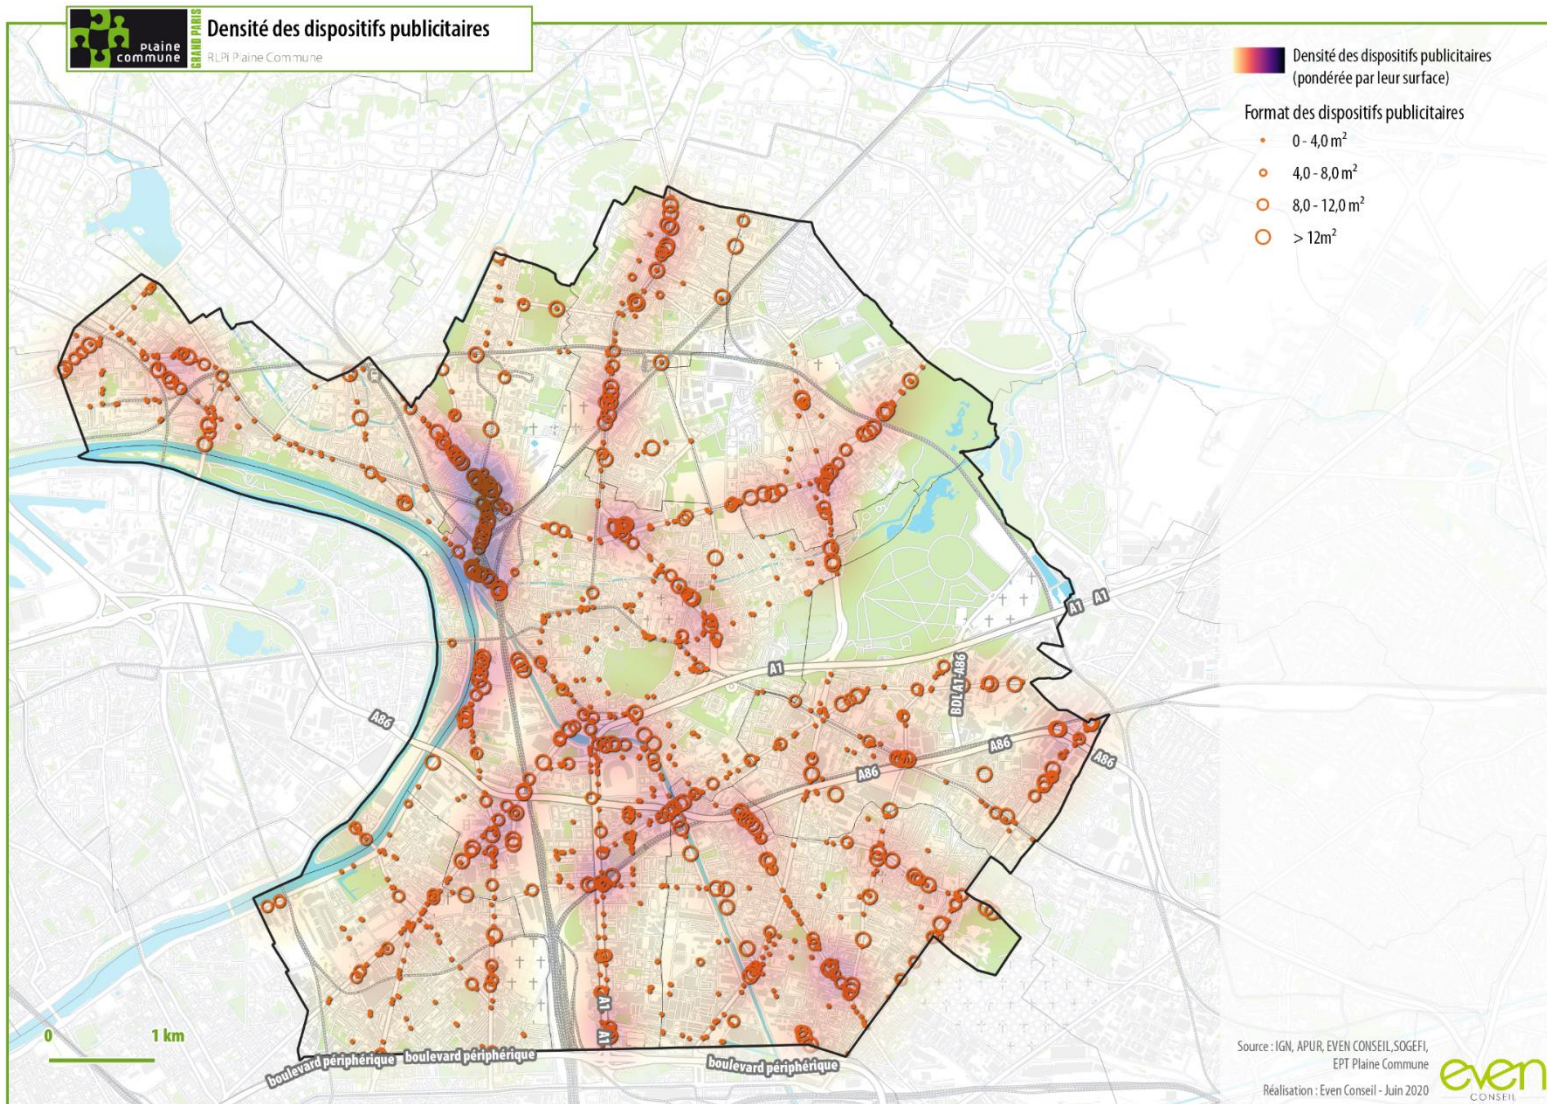 plaine
commune
GRAND PARIS
Densité des dispositifs publicitaires
RLPi Plaine Commune
Densité des dispositifs publicitaires
(pondérée par leur surface)
Format des dispositifs publicitaires
0 - 4,0 m²
4,0 - 8,0 m²
8,0 - 12,0 m²
> 12m²
A1 A1
A1
BDL A1-A86
A86
A86
A86
A86
A1
A1
0 1 km
boulevard périphérique boulevard périphérique
boulevard périphérique
Source : IGN, APUR, EVEN CONSEIL,SOGEFI,
EPT Plaine Commune
Réalisation : Even Conseil - Juin 2020
even
CONSEIL